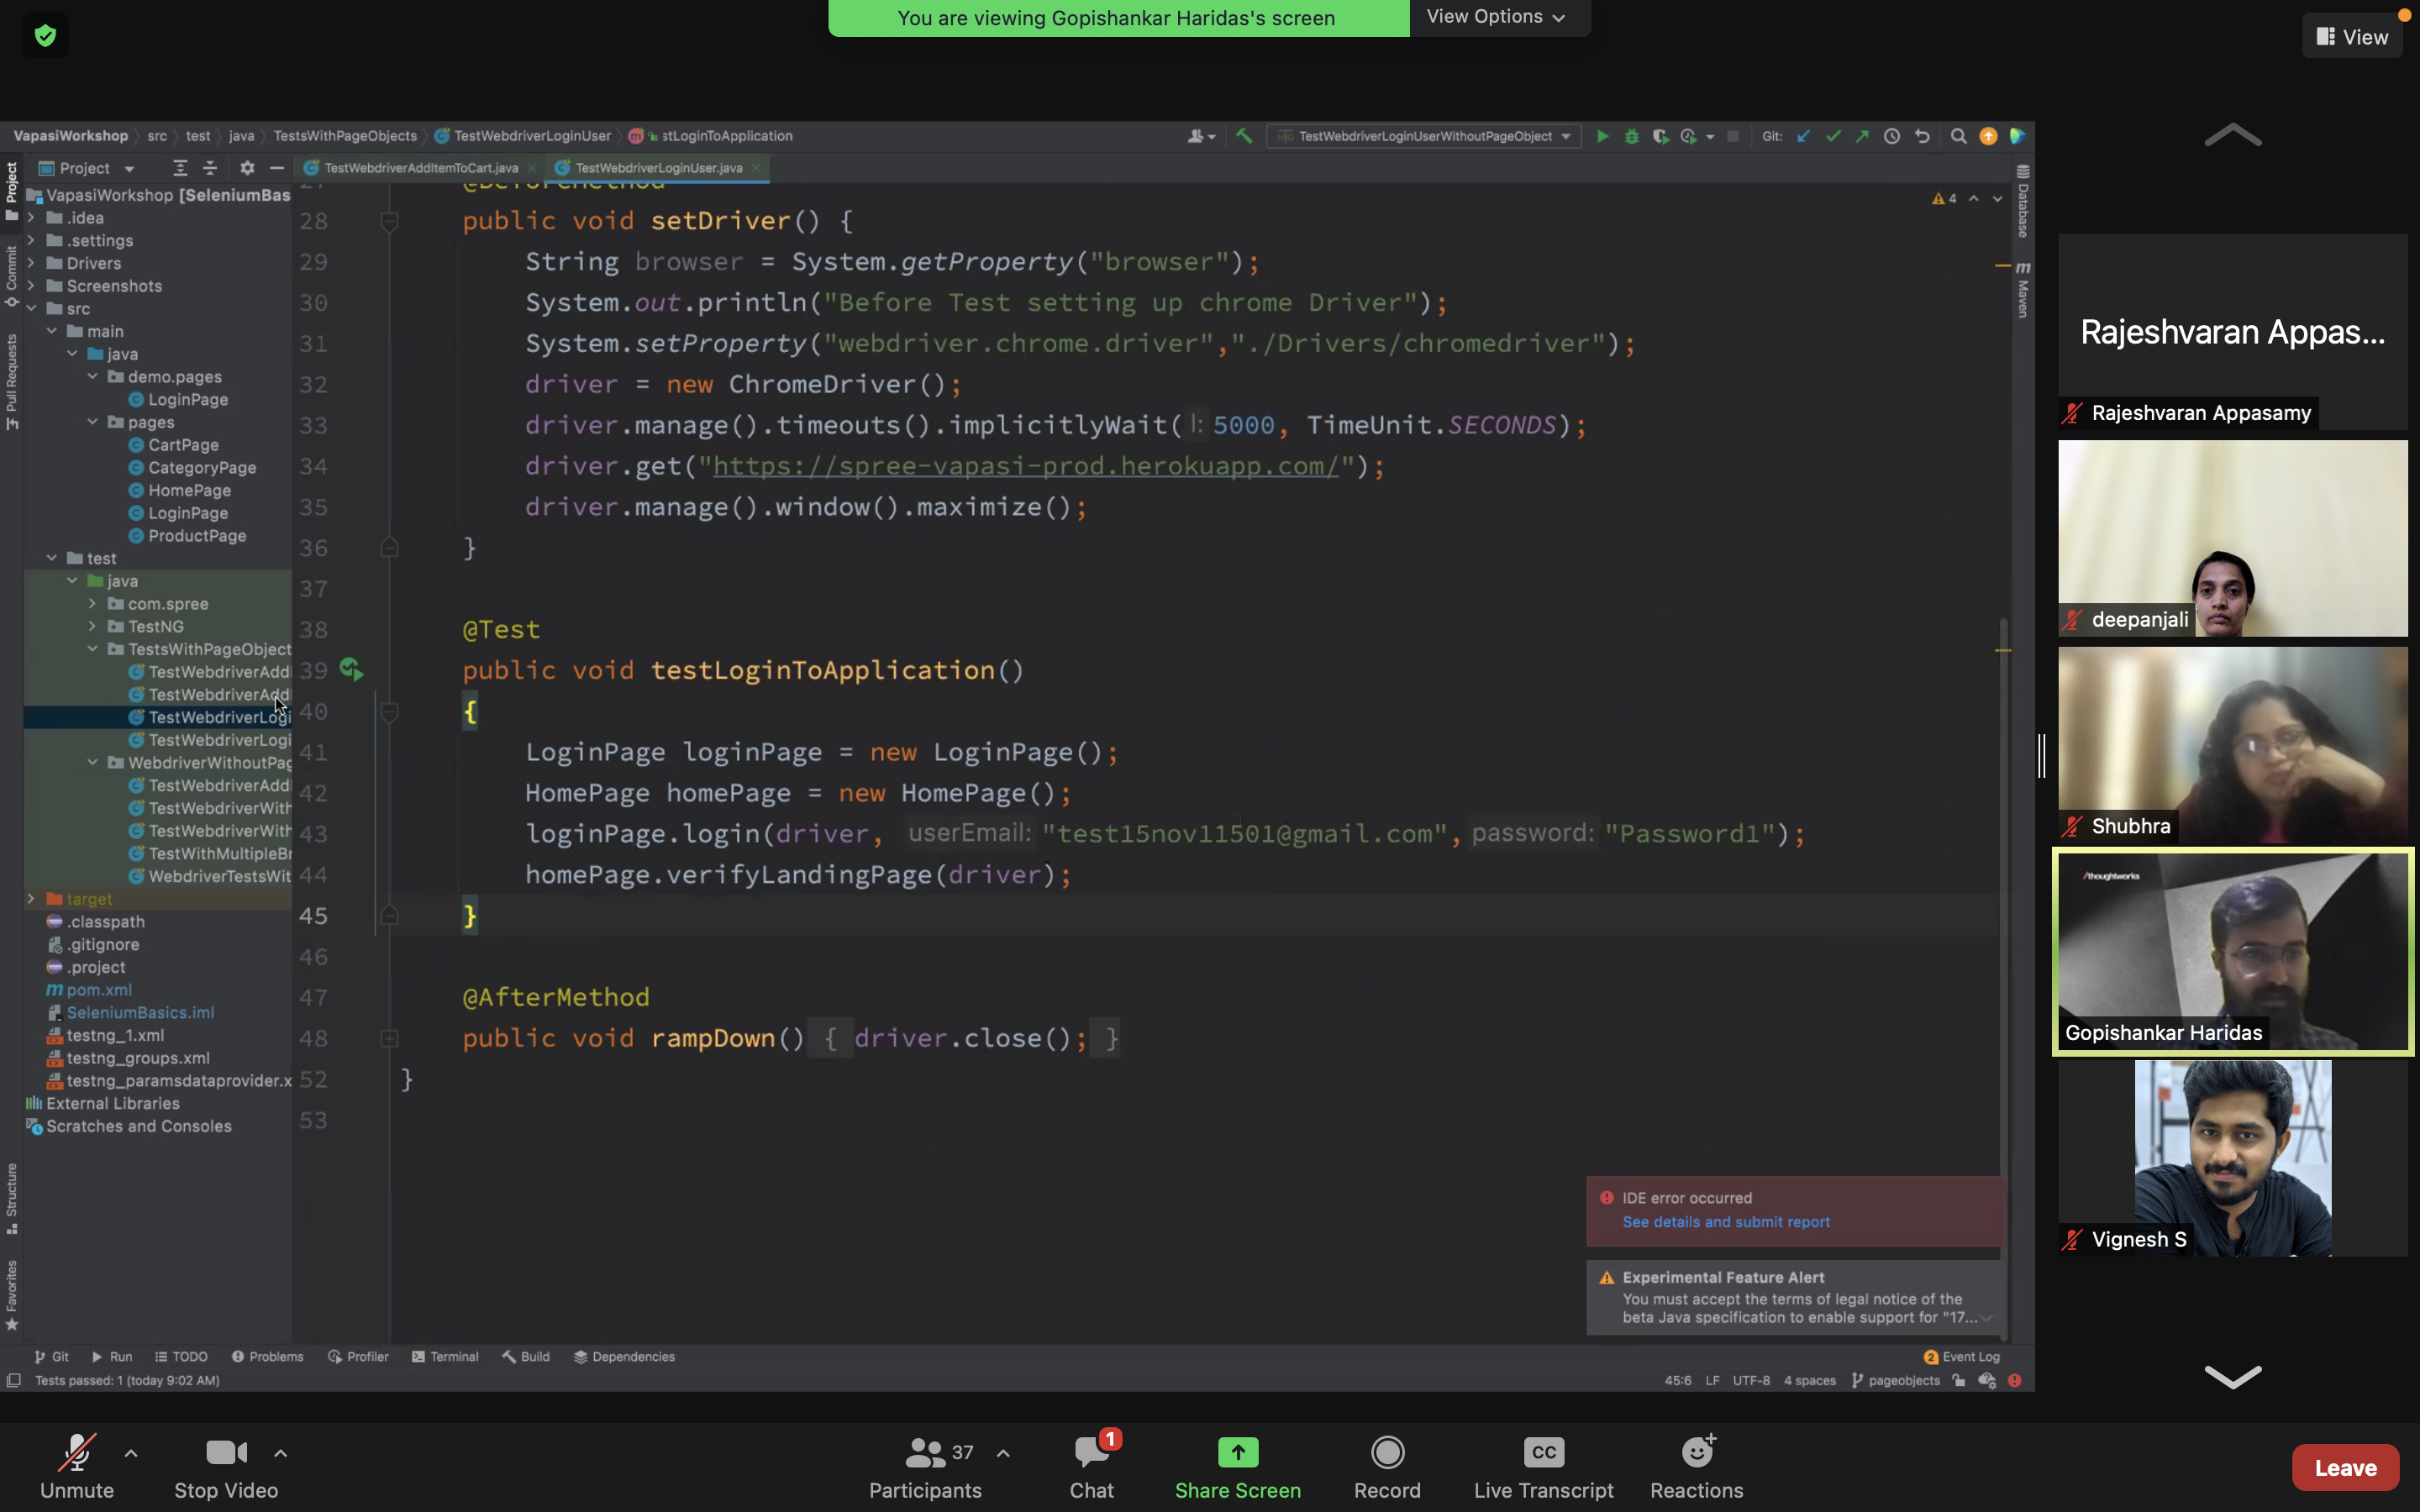 You are viewing Gopishankar Haridas's screen
View Options
View
VapasiWorkshop src test java TestsWithPageObjects TestWebdriverLoginUser stLoginToApplication
TestWebdriverLoginUserWithoutPageObject
Git:
Project
TestWebdriverAddItemToCart.java
TestWebdriverLoginUser.java
Project
Commit
Pull Requests
Structure
Favorites
VapasiWorkshop [SeleniumBas
.idea
.settings
Drivers
Screenshots
src
main
java
demo.pages
LoginPage
pages
CartPage
CategoryPage
HomePage
LoginPage
ProductPage
test
java
com.spree
TestNG
TestsWithPageObject
TestWebdriverAddI
TestWebdriverAddI
TestWebdriverLogi
TestWebdriverLogi
WebdriverWithoutPag
TestWebdriverAddI
TestWebdriverWith
TestWebdriverWith
TestWithMultipleBr
WebdriverTestsWit
target
.classpath
.gitignore
.project
pom.xml
SeleniumBasics.iml
testng_1.xml
testng_groups.xml
testng_paramsdataprovider.x
External Libraries
Scratches and Consoles
27 @BeforeMethod
28 public void setDriver() {
29 String browser = System.getProperty("browser");
30 System.out.println("Before Test setting up chrome Driver");
31 System.setProperty("webdriver.chrome.driver","./Drivers/chromedriver");
32 driver = new ChromeDriver();
33 driver.manage().timeouts().implicitlyWait( l: 5000, TimeUnit.SECONDS);
34 driver.get("https://spree-vapasi-prod.herokuapp.com/");
35 driver.manage().window().maximize();
36 }
37
38 @Test
39 public void testLoginToApplication()
40 {
41 LoginPage loginPage = new LoginPage();
42 HomePage homePage = new HomePage();
43 loginPage.login(driver, userEmail: "test15nov11501@gmail.com", password: "Password1");
44 homePage.verifyLandingPage(driver);
45 }
46
47 @AfterMethod
48 public void rampDown() { driver.close(); }
52 }
53
4
Database
m Maven
IDE error occurred
See details and submit report
Experimental Feature Alert
You must accept the terms of legal notice of the
beta Java specification to enable support for "17...
Git Run TODO Problems Profiler Terminal Build Dependencies
2 Event Log
Tests passed: 1 (today 9:02 AM)
45:6 LF UTF-8 4 spaces pageobjects
Rajeshvaran Appas...
Rajeshvaran Appasamy
deepanjali
Shubhra
/thoughtworks
Gopishankar Haridas
Vignesh S
Unmute
Stop Video
37
Participants
1
Chat
Share Screen
Record
CC
Live Transcript
Reactions
Leave